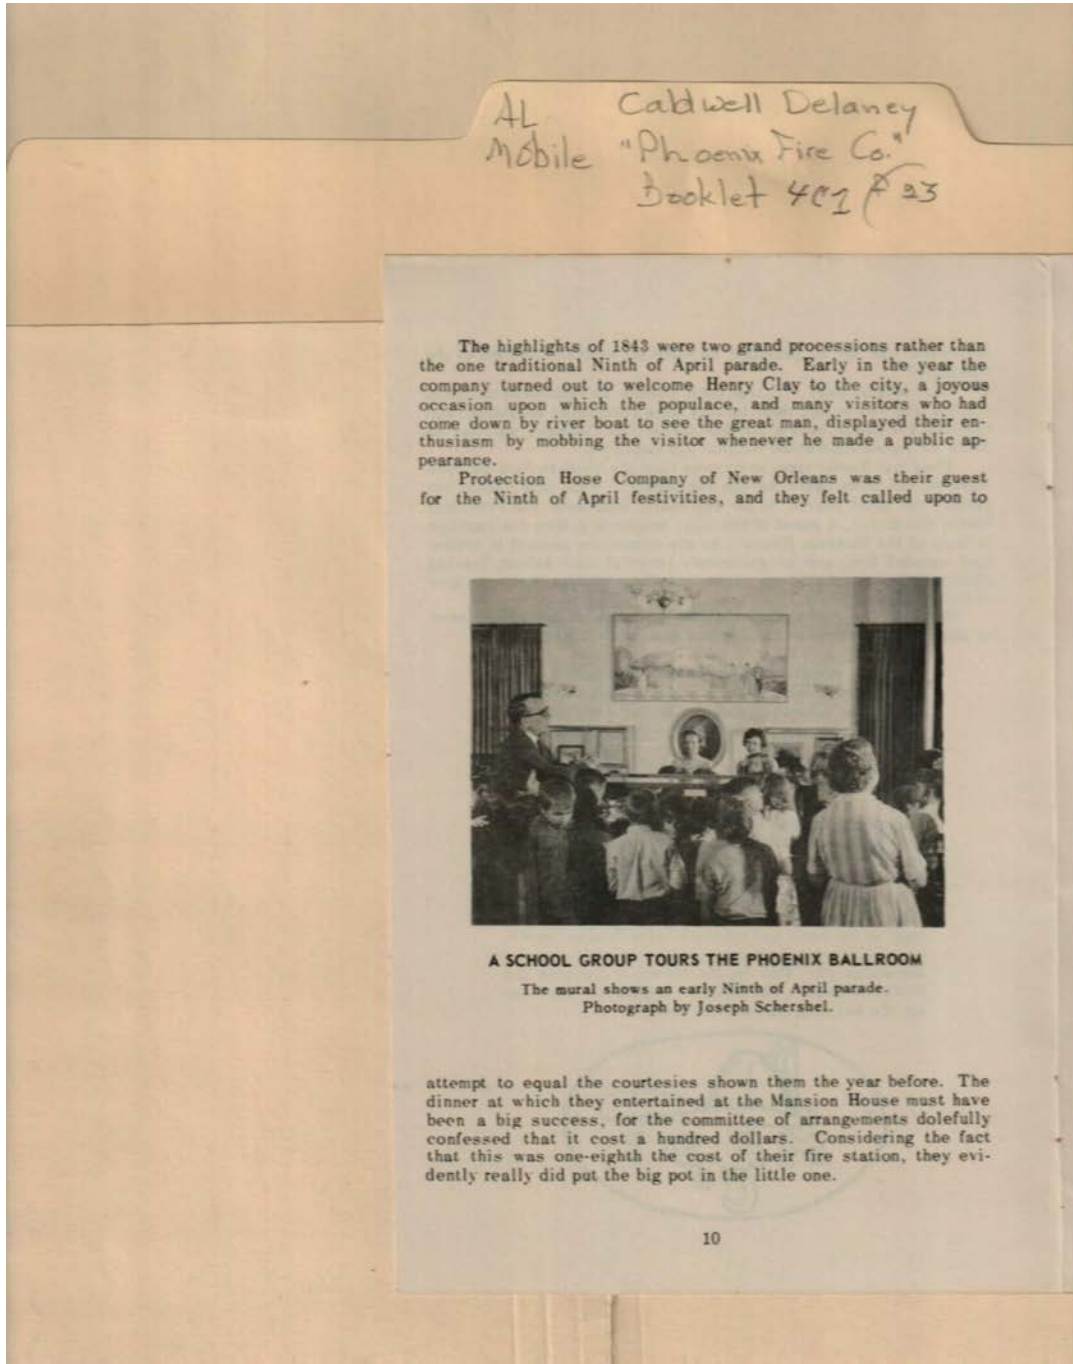 AL Caldwell Delaney
Mobile "Phoenix Fire Co."
Booklet 4C1 F 23
The highlights of 1843 were two grand processions rather than
the one traditional Ninth of April parade. Early in the year the
company turned out to welcome Henry Clay to the city, a joyous
occasion upon which the populace, and many visitors who had
come down by river boat to see the great man, displayed their en-
thusiasm by mobbing the visitor whenever he made a public ap-
pearance.
Protection Hose Company of New Orleans was their guest
for the Ninth of April festivities, and they felt called upon to
A SCHOOL GROUP TOURS THE PHOENIX BALLROOM
The mural shows an early Ninth of April parade.
Photograph by Joseph Schershel.
attempt to equal the courtesies shown them the year before. The
dinner at which they entertained at the Mansion House must have
been a big success, for the committee of arrangements dolefully
confessed that it cost a hundred dollars. Considering the fact
that this was one-eighth the cost of their fire station, they evi-
dently really did put the big pot in the little one.
10